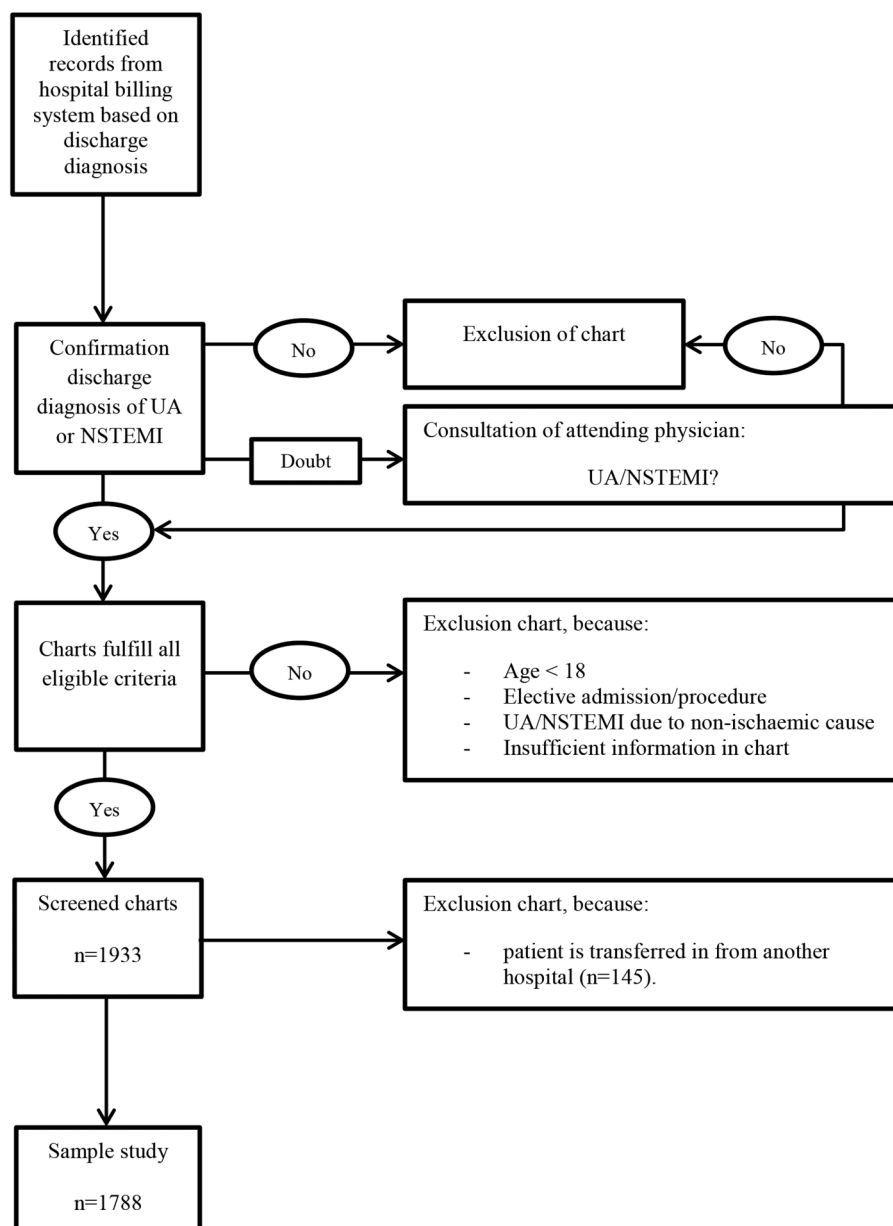 Identified
records from
hospital billing
system based on
discharge
diagnosis
Confirmation
discharge
diagnosis of UA
or NSTEMI
No
Exclusion of chart
No
Doubt
Consultation of attending physician:
UA/NSTEMI?
Yes
Charts fulfill all
eligible criteria
No
Exclusion chart, because:
- Age < 18
- Elective admission/procedure
- UA/NSTEMI due to non-ischaemic cause
- Insufficient information in chart
Yes
Screened charts
n=1933
Exclusion chart, because:
- patient is transferred in from another
hospital (n=145).
Sample study
n=1788